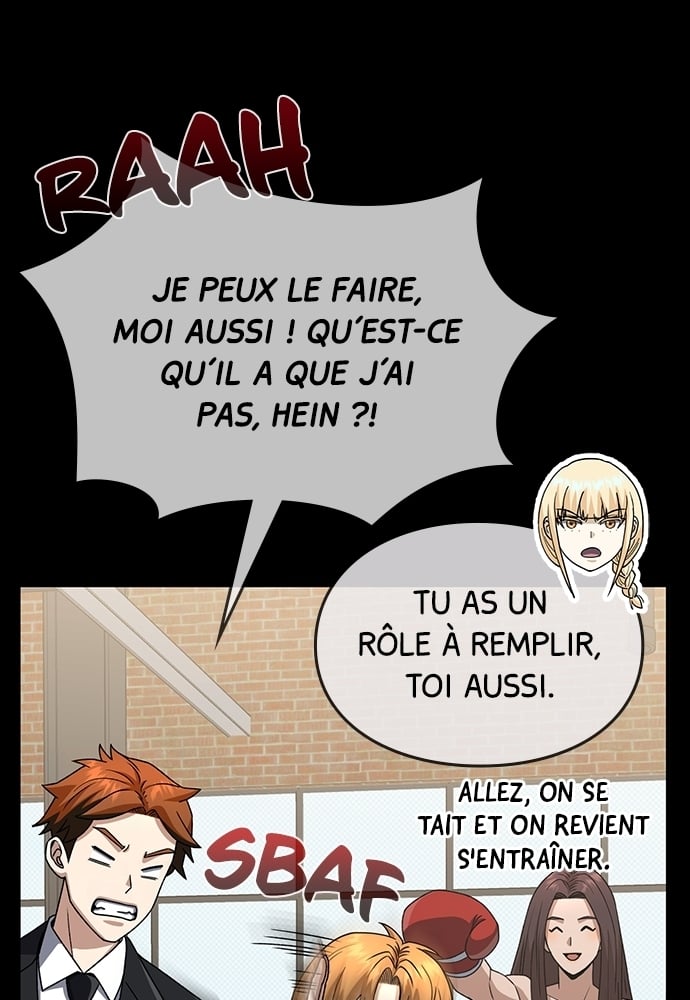 RAAH
JE PEUX LE FAIRE,
MOI AUSSI ! QU'EST-CE
QU'IL A QUE J'AI
PAS, HEIN ?!
TU AS UN
RÔLE À REMPLIR,
TOI AUSSI.
ALLEZ, ON SE
TAIT ET ON REVIENT
S'ENTRAÎNER.
SBAF